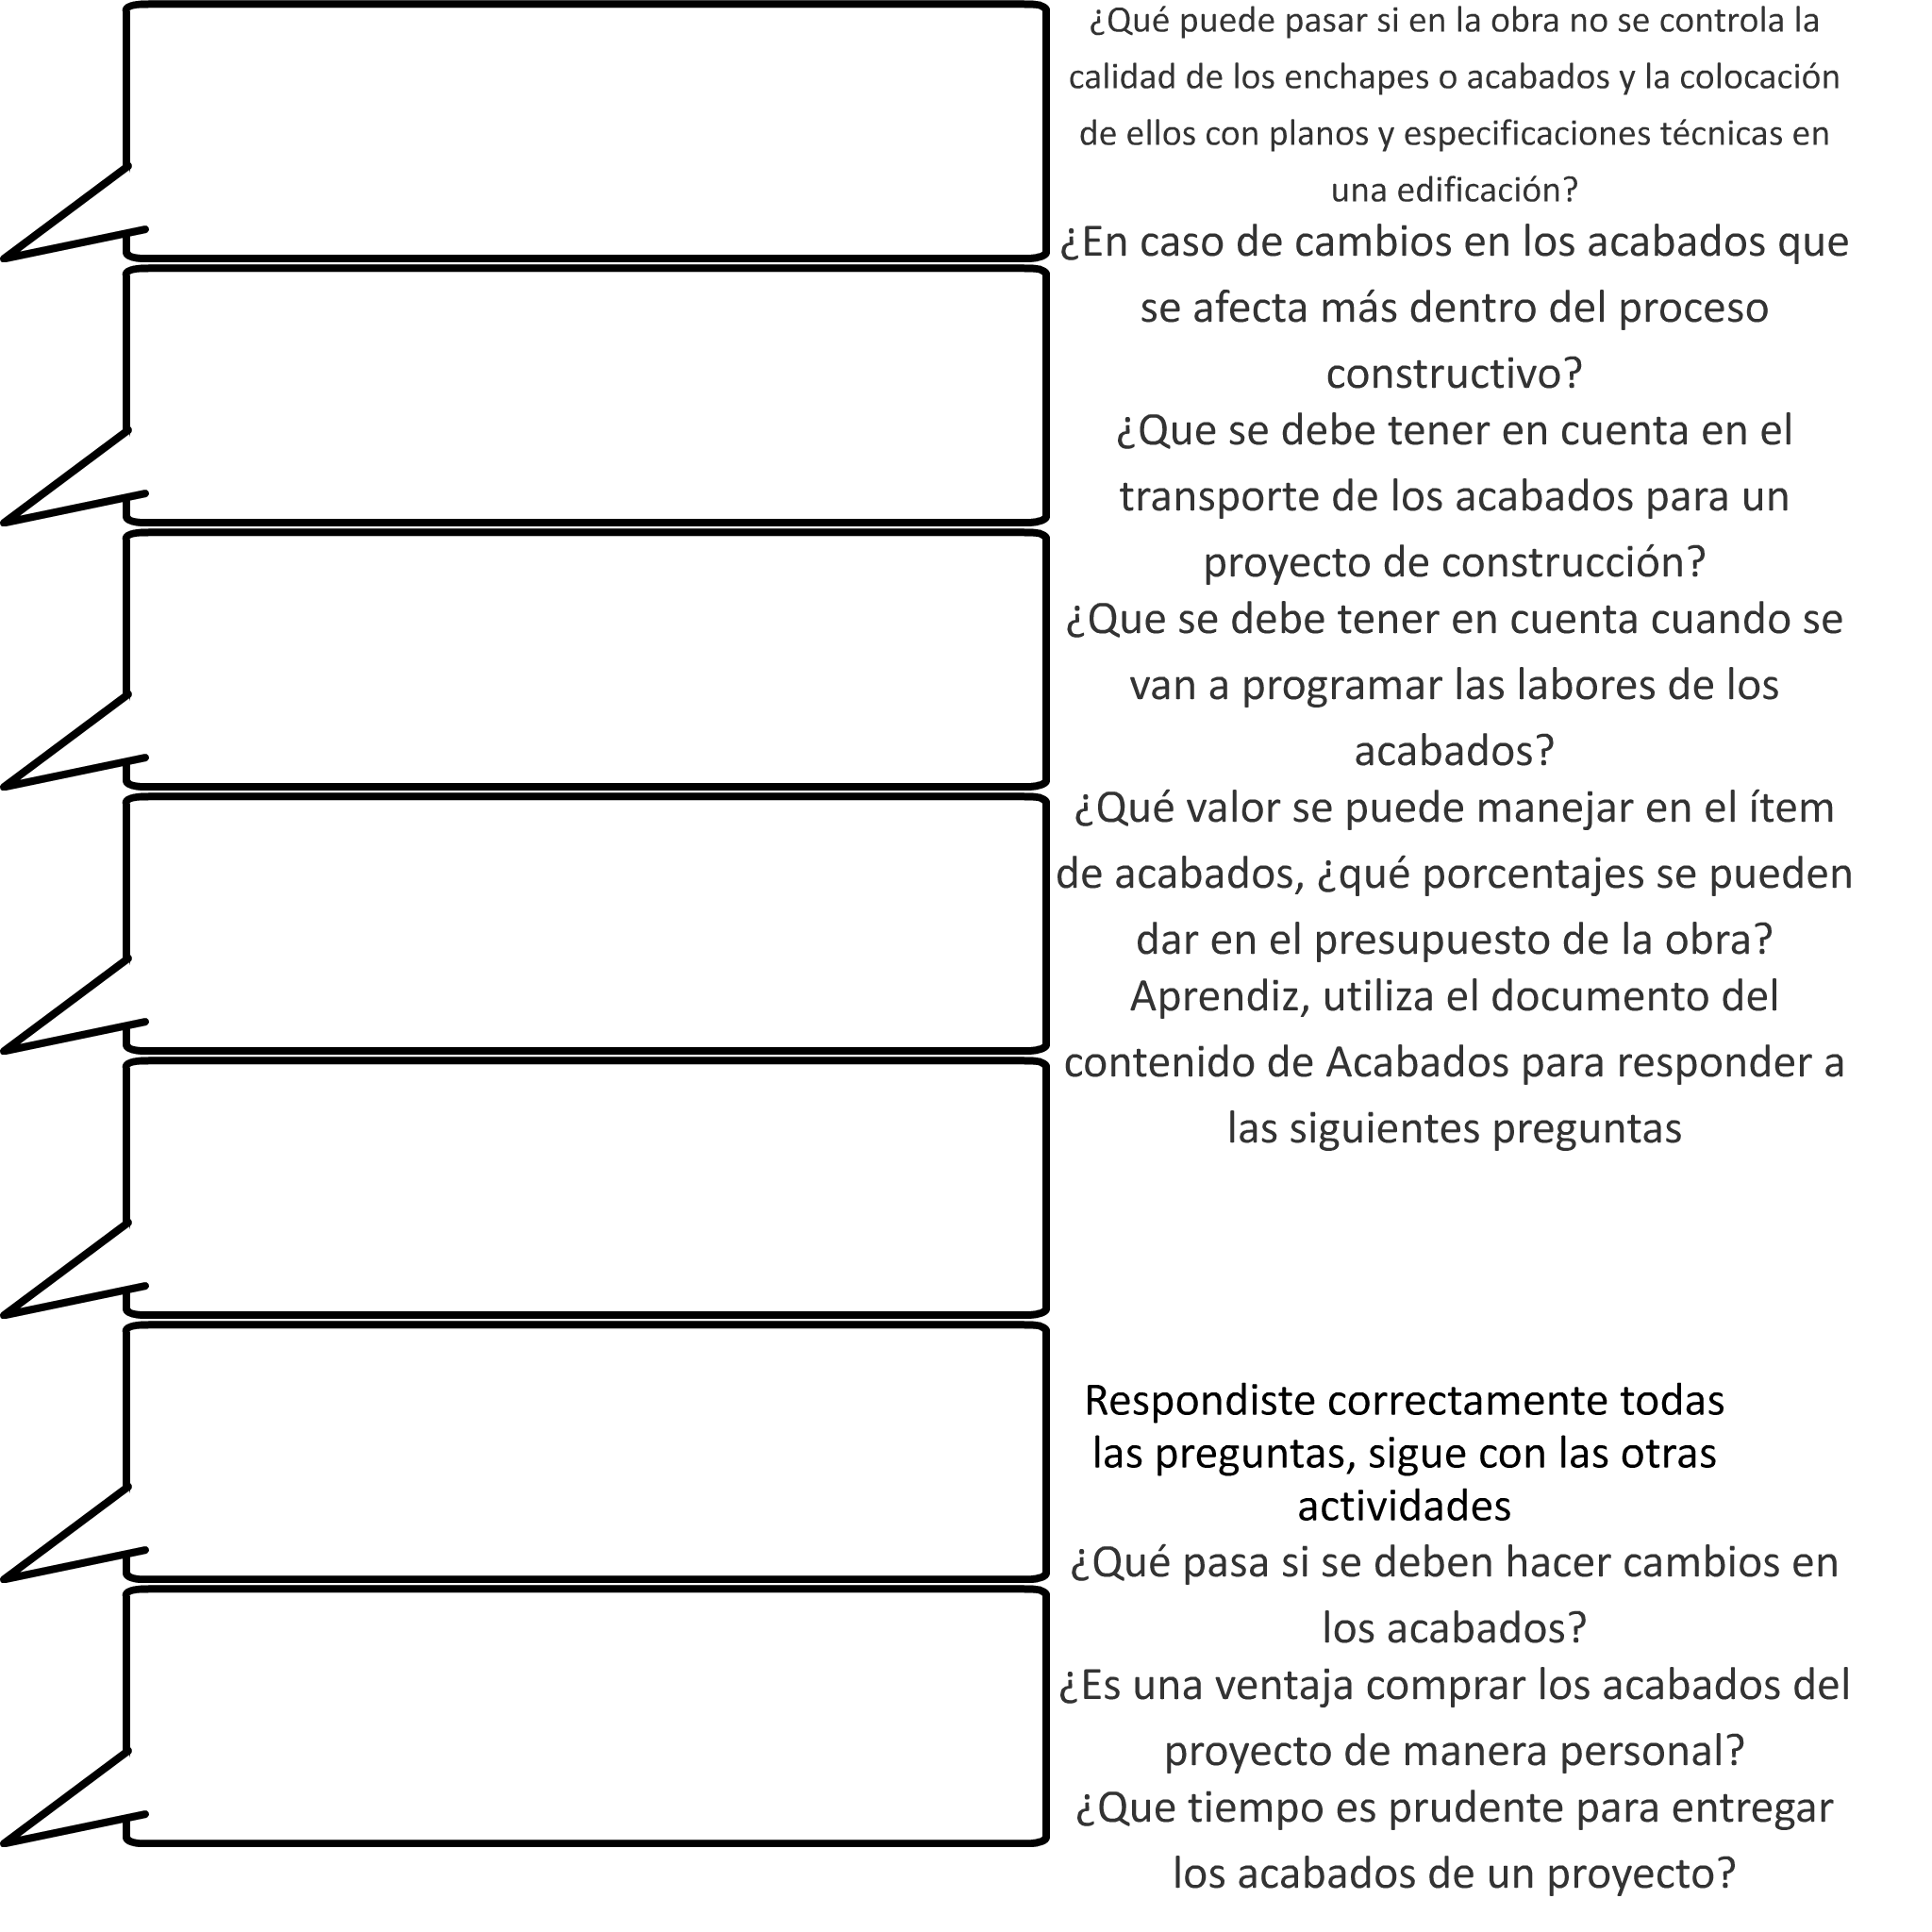 ¿Qué puede pasar si en la obra no se controla la
calidad de los enchapes o acabados y la colocación
de ellos con planos y especificaciones técnicas en
una edificación?
¿En caso de cambios en los acabados que
se afecta más dentro del proceso
constructivo?
¿Que se debe tener en cuenta en el
transporte de los acabados para un
proyecto de construcción?
¿Que se debe tener en cuenta cuando se
van a programar las labores de los
acabados?
¿Qué valor se puede manejar en el ítem
de acabados, ¿qué porcentajes se pueden
dar en el presupuesto de la obra?
Aprendiz, utiliza el documento del
contenido de Acabados para responder a
las siguientes preguntas
Respondiste correctamente todas
las preguntas, sigue con las otras
actividades
¿Qué pasa si se deben hacer cambios en
los acabados?
¿Es una ventaja comprar los acabados del
proyecto de manera personal?
¿Que tiempo es prudente para entregar
los acabados de un proyecto?